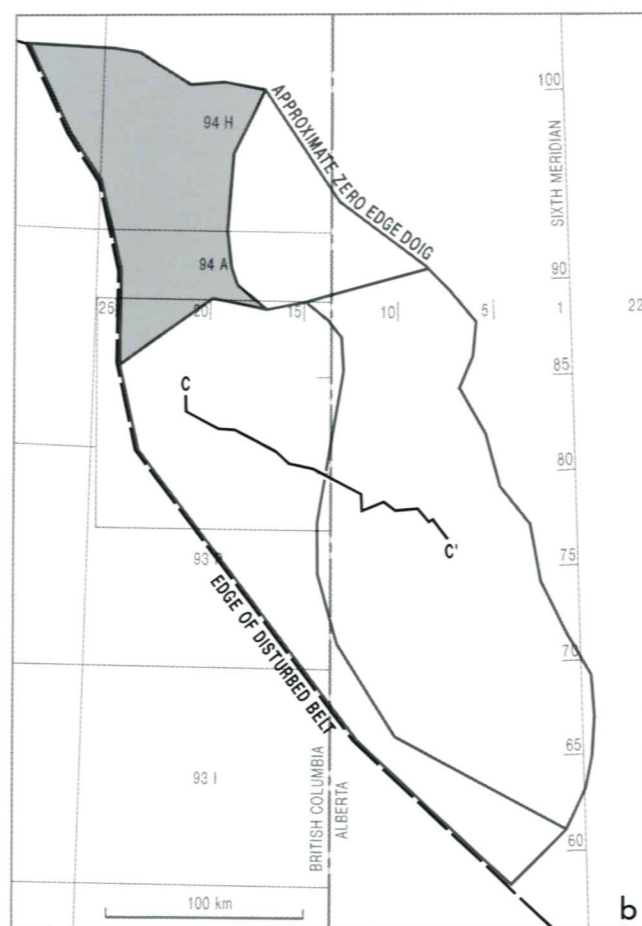 100
94 H
APPROXIMATE ZERO EDGE DOIG
SIXTH MERIDIAN
94 A
90
25
20
15
10
5
1
22
85
C
80
C'
93 P
75
EDGE OF DISTURBED BELT
70
65
93 I
BRITISH COLUMBIA
ALBERTA
60
100 km
b